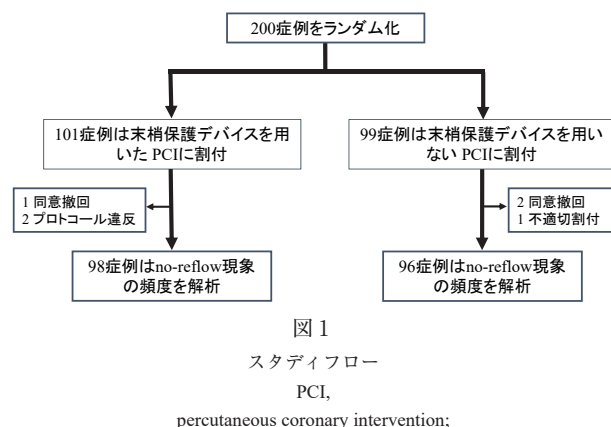 200症例をランダム化
101症例は末梢保護デバイスを用
いた PCIに割付
99症例は末梢保護デバイスを用い
ない PCIに割付
1 同意撤回
2 プロトコール違反
2 同意撤回
1 不適切割付
98症例はno-reflow現象
の頻度を解析
96症例はno-reflow現象
の頻度を解析
図1
スタディフロー
PCI,
percutaneous coronary intervention;